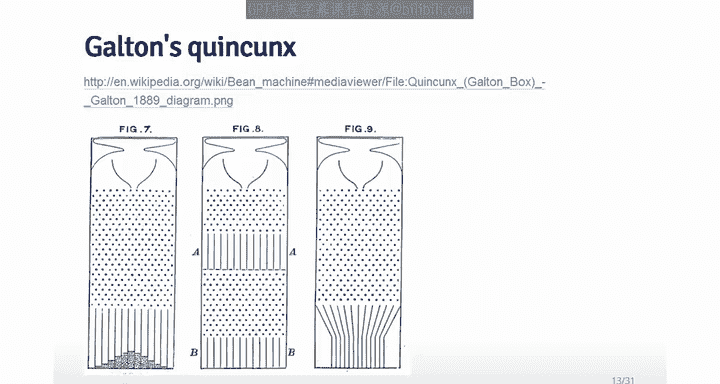 Galton's quincunx
http://en.wikipedia.org/wiki/Bean_machine#mediaviewer/File:Quincunx_(Galton_Box)_-
_Galton_1889_diagram.png
FIG.7. FIG.8. FIG.9.
A A
B B
13/31